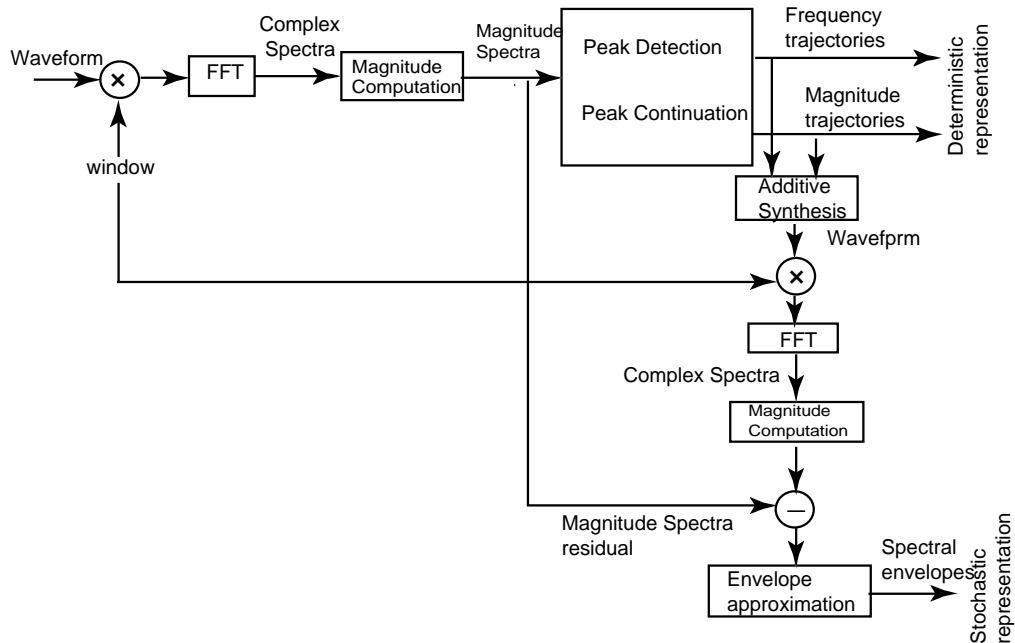 Waveform
×
FFT
Complex
Spectra
Magnitude
Computation
Magnitude
Spectra
Peak Detection
Peak Continuation
Frequency
trajectories
Magnitude
trajectories
Deterministic
representation
window
Additive
Synthesis
Wavefprm
×
FFT
Complex Spectra
Magnitude
Computation
—
Magnitude Spectra
residual
Envelope
approximation
Spectral
envelopes
Stochastic
representation